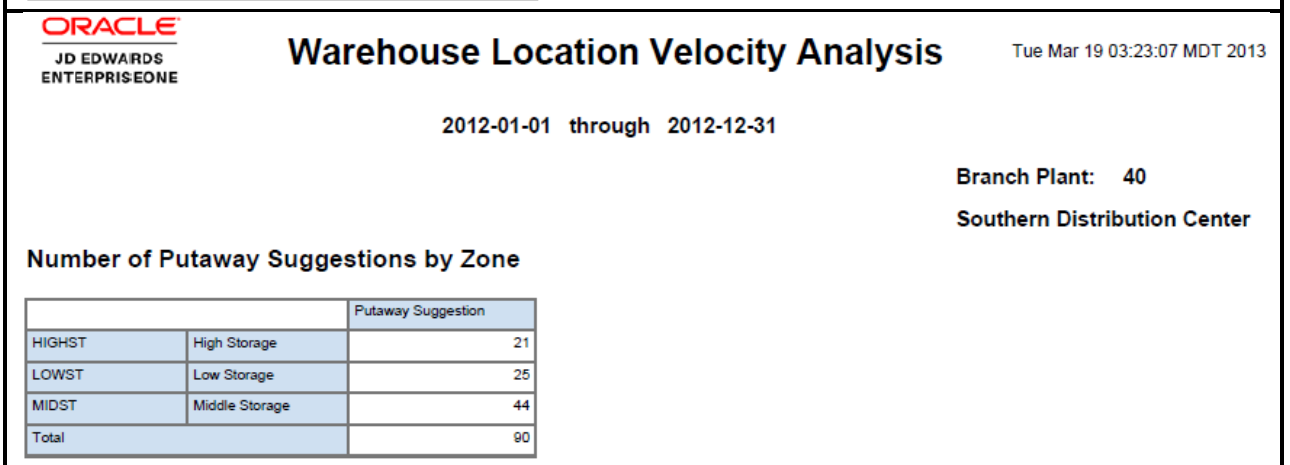 ORACLE
JD EDWARDS
ENTERPRISEONE
Warehouse Location Velocity Analysis
Tue Mar 19 03:23:07 MDT 2013
2012-01-01 through 2012-12-31
Branch Plant: 40
Southern Distribution Center
Number of Putaway Suggestions by Zone
Putaway Suggestion
HIGHST High Storage 21
LOWST Low Storage 25
MIDST Middle Storage 44
Total 90